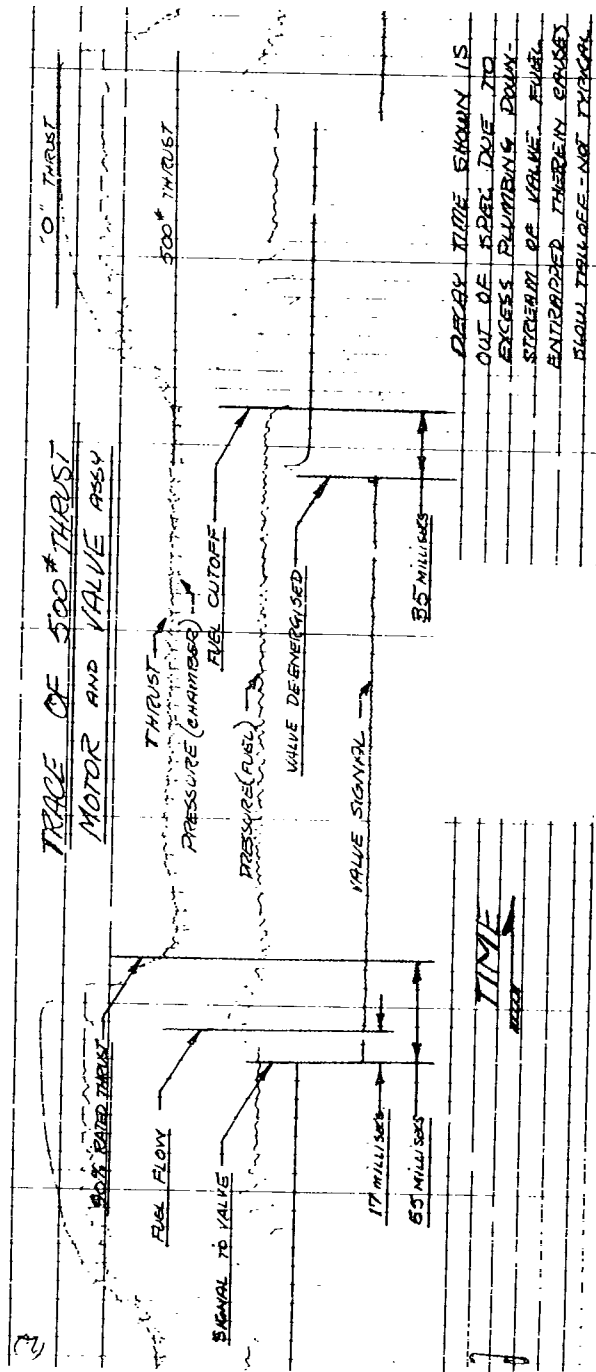 TRACE OF 500# THRUST
MOTOR AND VALVE ASSY
"O" THRUST
90% RATED THRUST
THRUST
PRESSURE (CHAMBER)
500# THRUST
FUEL FLOW
FUEL CUTOFF
PRESSURE (FUEL)
SIGNAL TO VALVE
VALVE DEENERGISED
VALVE SIGNAL
17 MILLISECS
55 MILLISECS
35 MILLISECS
TIME
DECAY TIME SHOWN IS
OUT OF SPEC. DUE TO
EXCESS PLUMBING DOWN-
STREAM OF VALVE. FUEL
ENTRAPPED THEREIN CAUSES
SLOW TAILOFF - NOT TYPICAL